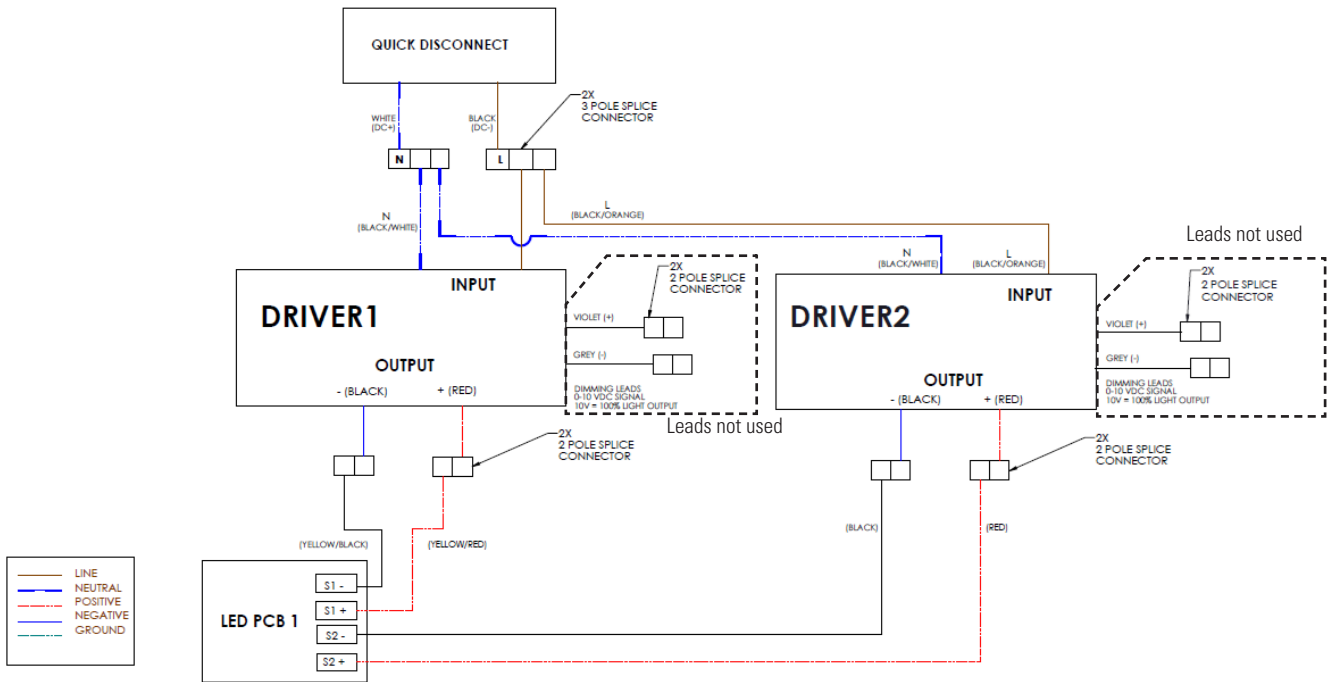 QUICK DISCONNECT
WHITE
(DC+)
BLACK
(DC-)
2X
3 POLE SPLICE
CONNECTOR
N
L
N
(BLACK/WHITE)
L
(BLACK/ORANGE)
N
(BLACK/WHITE)
L
(BLACK/ORANGE)
Leads not used
INPUT
DRIVER1
OUTPUT
- (BLACK)
+ (RED)
2X
2 POLE SPLICE
CONNECTOR
VIOLET (+)
GREY (-)
DIMMING LEADS
0-10 VDC SIGNAL
10V = 100% LIGHT OUTPUT
Leads not used
INPUT
DRIVER2
OUTPUT
- (BLACK)
+ (RED)
2X
2 POLE SPLICE
CONNECTOR
VIOLET (+)
GREY (-)
DIMMING LEADS
0-10 VDC SIGNAL
10V = 100% LIGHT OUTPUT
2X
2 POLE SPLICE
CONNECTOR
2X
2 POLE SPLICE
CONNECTOR
(YELLOW/BLACK)
(YELLOW/RED)
(BLACK)
(RED)
LINE
NEUTRAL
POSITIVE
NEGATIVE
GROUND
LED PCB 1
S1 -
S1 +
S2 -
S2 +